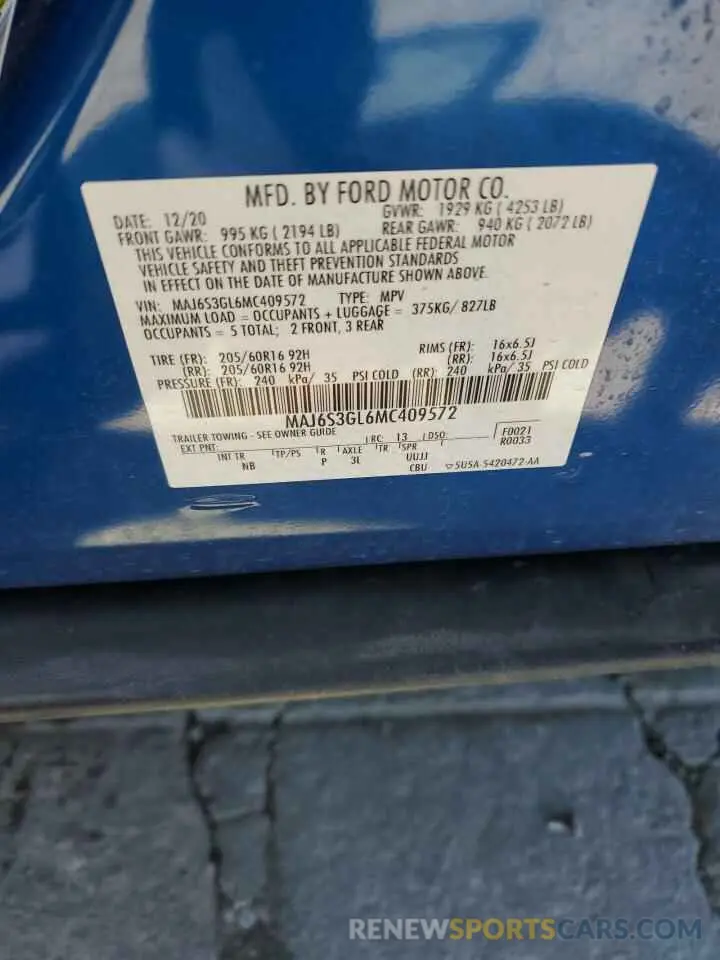 MFD. BY FORD MOTOR CO.
DATE: 12/20 GVWR: 1929 KG ( 4253 LB)
FRONT GAWR: 995 KG ( 2194 LB) REAR GAWR: 940 KG ( 2072 LB)
THIS VEHICLE CONFORMS TO ALL APPLICABLE FEDERAL MOTOR
VEHICLE SAFETY AND THEFT PREVENTION STANDARDS
IN EFFECT ON THE DATE OF MANUFACTURE SHOWN ABOVE.
VIN: MAJ6S3GL6MC409572 TYPE: MPV
MAXIMUM LOAD = OCCUPANTS + LUGGAGE = 375KG/ 827LB
OCCUPANTS = 5 TOTAL; 2 FRONT, 3 REAR
TIRE (FR): 205/60R16 92H RIMS (FR): 16x6.5J
(RR): 205/60R16 92H (RR): 16x6.5J
PRESSURE (FR): 240 kPa/ 35 PSI COLD (RR): 240 kPa/ 35 PSI COLD
MAJ6S3GL6MC409572
TRAILER TOWING - SEE OWNER GUIDE
EXT PNT: RC: 13 DSO: F0021
R0033
INT TR TP/PS R AXLE TR SPR
NB P 3L UUJJ
CBU 5U5A-5420472-AA
RENEWSPORTSCARS.COM